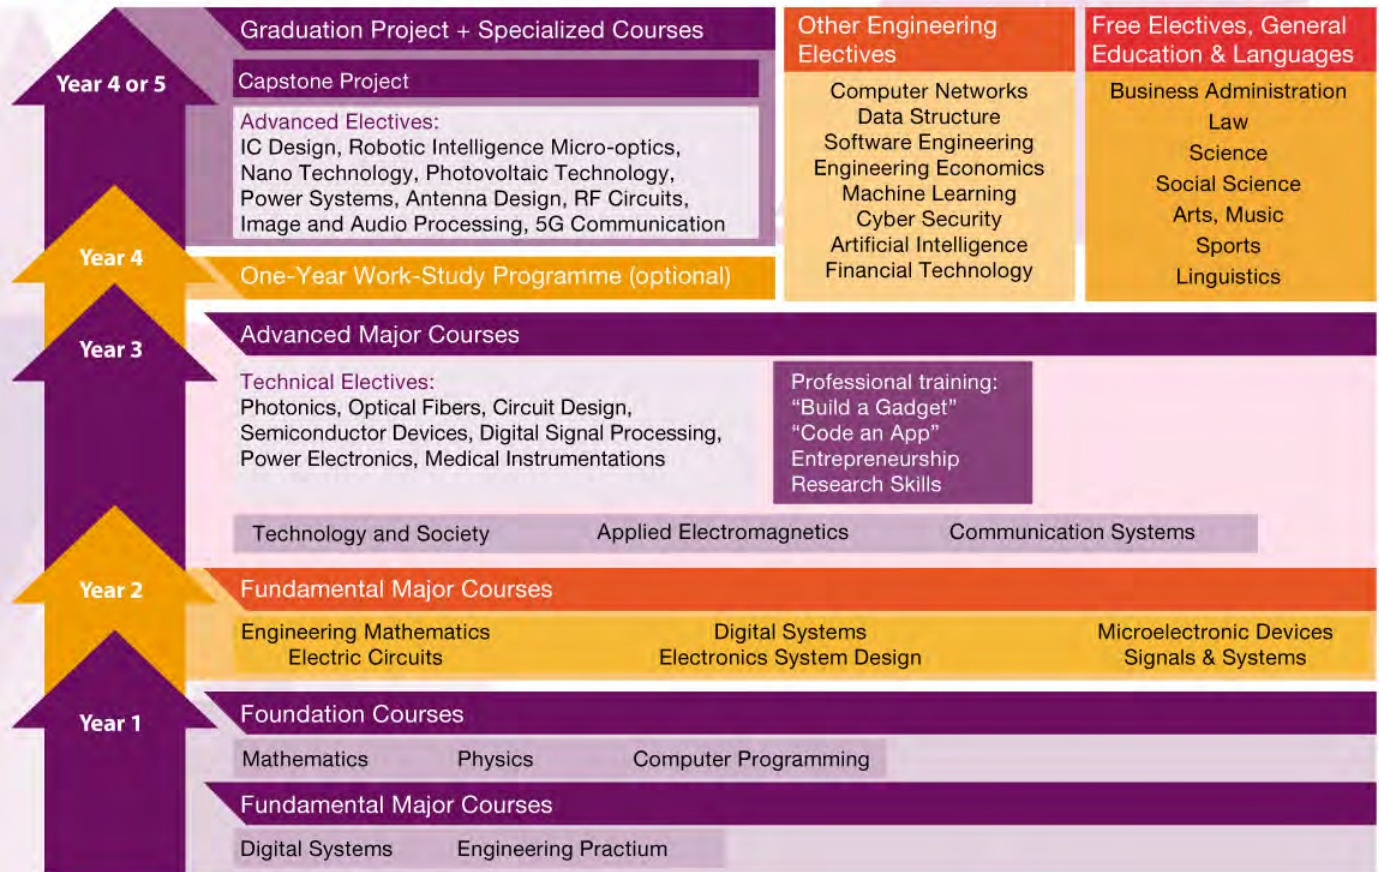 Year 4 or 5
Graduation Project + Specialized Courses
Capstone Project
Advanced Electives:
IC Design, Robotic Intelligence Micro-optics,
Nano Technology, Photovoltaic Technology,
Power Systems, Antenna Design, RF Circuits,
Image and Audio Processing, 5G Communication
Other Engineering
Electives
Computer Networks
Data Structure
Software Engineering
Engineering Economics
Machine Learning
Cyber Security
Artificial Intelligence
Financial Technology
Free Electives, General
Education & Languages
Business Administration
Law
Science
Social Science
Arts, Music
Sports
Linguistics
Year 4
One-Year Work-Study Programme (optional)
Year 3
Advanced Major Courses
Technical Electives:
Photonics, Optical Fibers, Circuit Design,
Semiconductor Devices, Digital Signal Processing,
Power Electronics, Medical Instrumentations
Professional training:
“Build a Gadget”
“Code an App”
Entrepreneurship
Research Skills
Technology and Society
Applied Electromagnetics
Communication Systems
Year 2
Fundamental Major Courses
Engineering Mathematics
Electric Circuits
Digital Systems
Electronics System Design
Microelectronic Devices
Signals & Systems
Year 1
Foundation Courses
Mathematics
Physics
Computer Programming
Fundamental Major Courses
Digital Systems
Engineering Practium